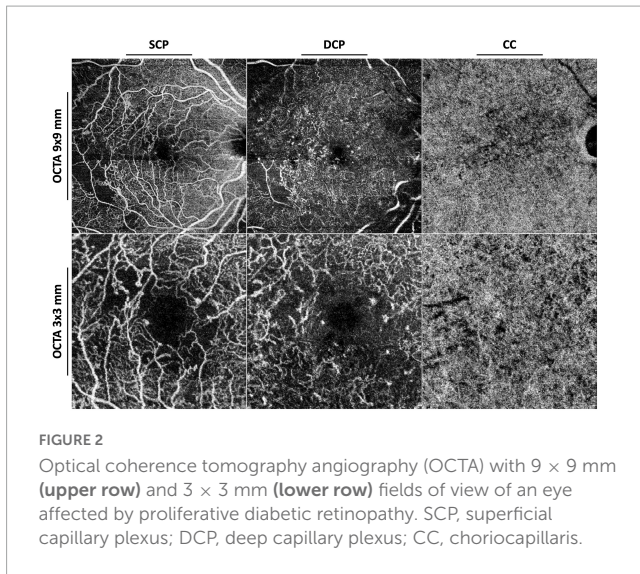 SCP DCP CC
OCTA 9x9 mm
OCTA 3x3 mm
FIGURE 2
Optical coherence tomography angiography (OCTA) with 9 × 9 mm
(upper row) and 3 × 3 mm (lower row) fields of view of an eye
affected by proliferative diabetic retinopathy. SCP, superficial
capillary plexus; DCP, deep capillary plexus; CC, choriocapillaris.